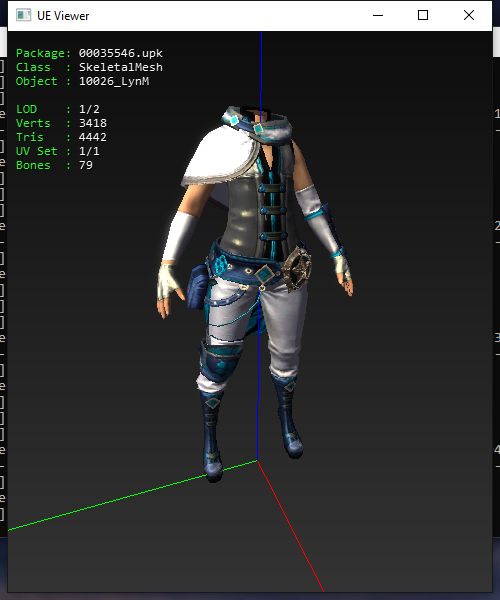 UE Viewer
Package: 00035546.upk
Class  : SkeletalMesh
Object : 10026_LynM
LOD    : 1/2
Verts  : 3418
Tris   : 4442
UV Set : 1/1
Bones  : 79